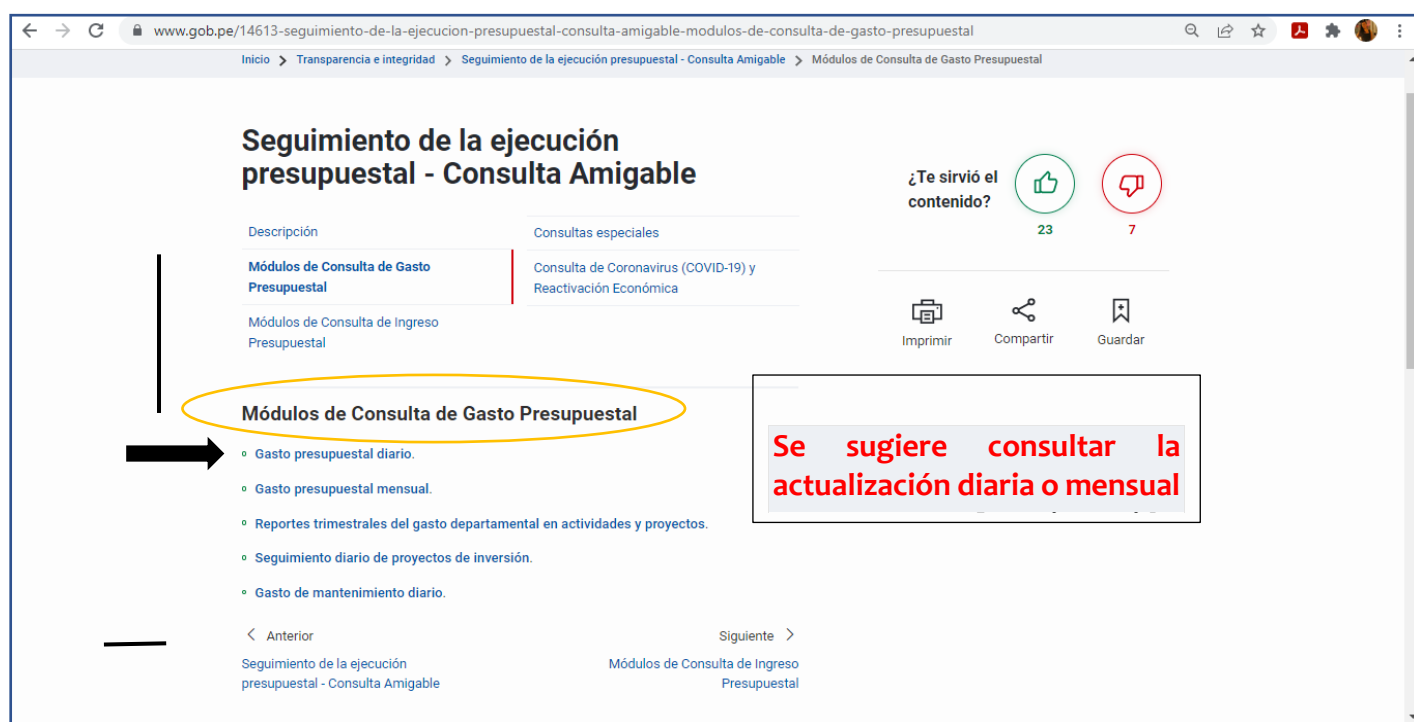 www.gob.pe/14613-seguimiento-de-la-ejecucion-presupuestal-consulta-amigable-modulos-de-consulta-de-gasto-presupuestal
Inicio > Transparencia e integridad > Seguimiento de la ejecución presupuestal - Consulta Amigable > Módulos de Consulta de Gasto Presupuestal
Seguimiento de la ejecución
presupuestal - Consulta Amigable
¿Te sirvió el
contenido?
23
7
Descripción
Consultas especiales
Módulos de Consulta de Gasto
Presupuestal
Consulta de Coronavirus (COVID-19) y
Reactivación Económica
Módulos de Consulta de Ingreso
Presupuestal
Imprimir
Compartir
Guardar
Módulos de Consulta de Gasto Presupuestal
Gasto presupuestal diario.
Gasto presupuestal mensual.
Reportes trimestrales del gasto departamental en actividades y proyectos.
Seguimiento diario de proyectos de inversión.
Gasto de mantenimiento diario.
Se sugiere consultar la
actualización diaria o mensual
< Anterior
Siguiente >
Seguimiento de la ejecución
presupuestal - Consulta Amigable
Módulos de Consulta de Ingreso
Presupuestal